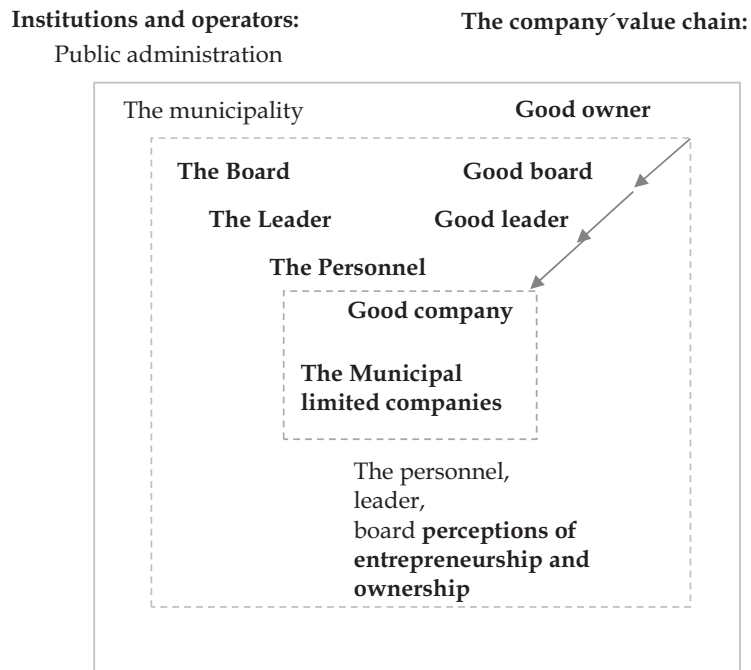 Institutions and operators:
The company´value chain:
Public administration
The municipality
Good owner
The Board
Good board
The Leader
Good leader
The Personnel
Good company
The Municipal
limited companies
The personnel,
leader,
board perceptions of
entrepreneurship and
ownership